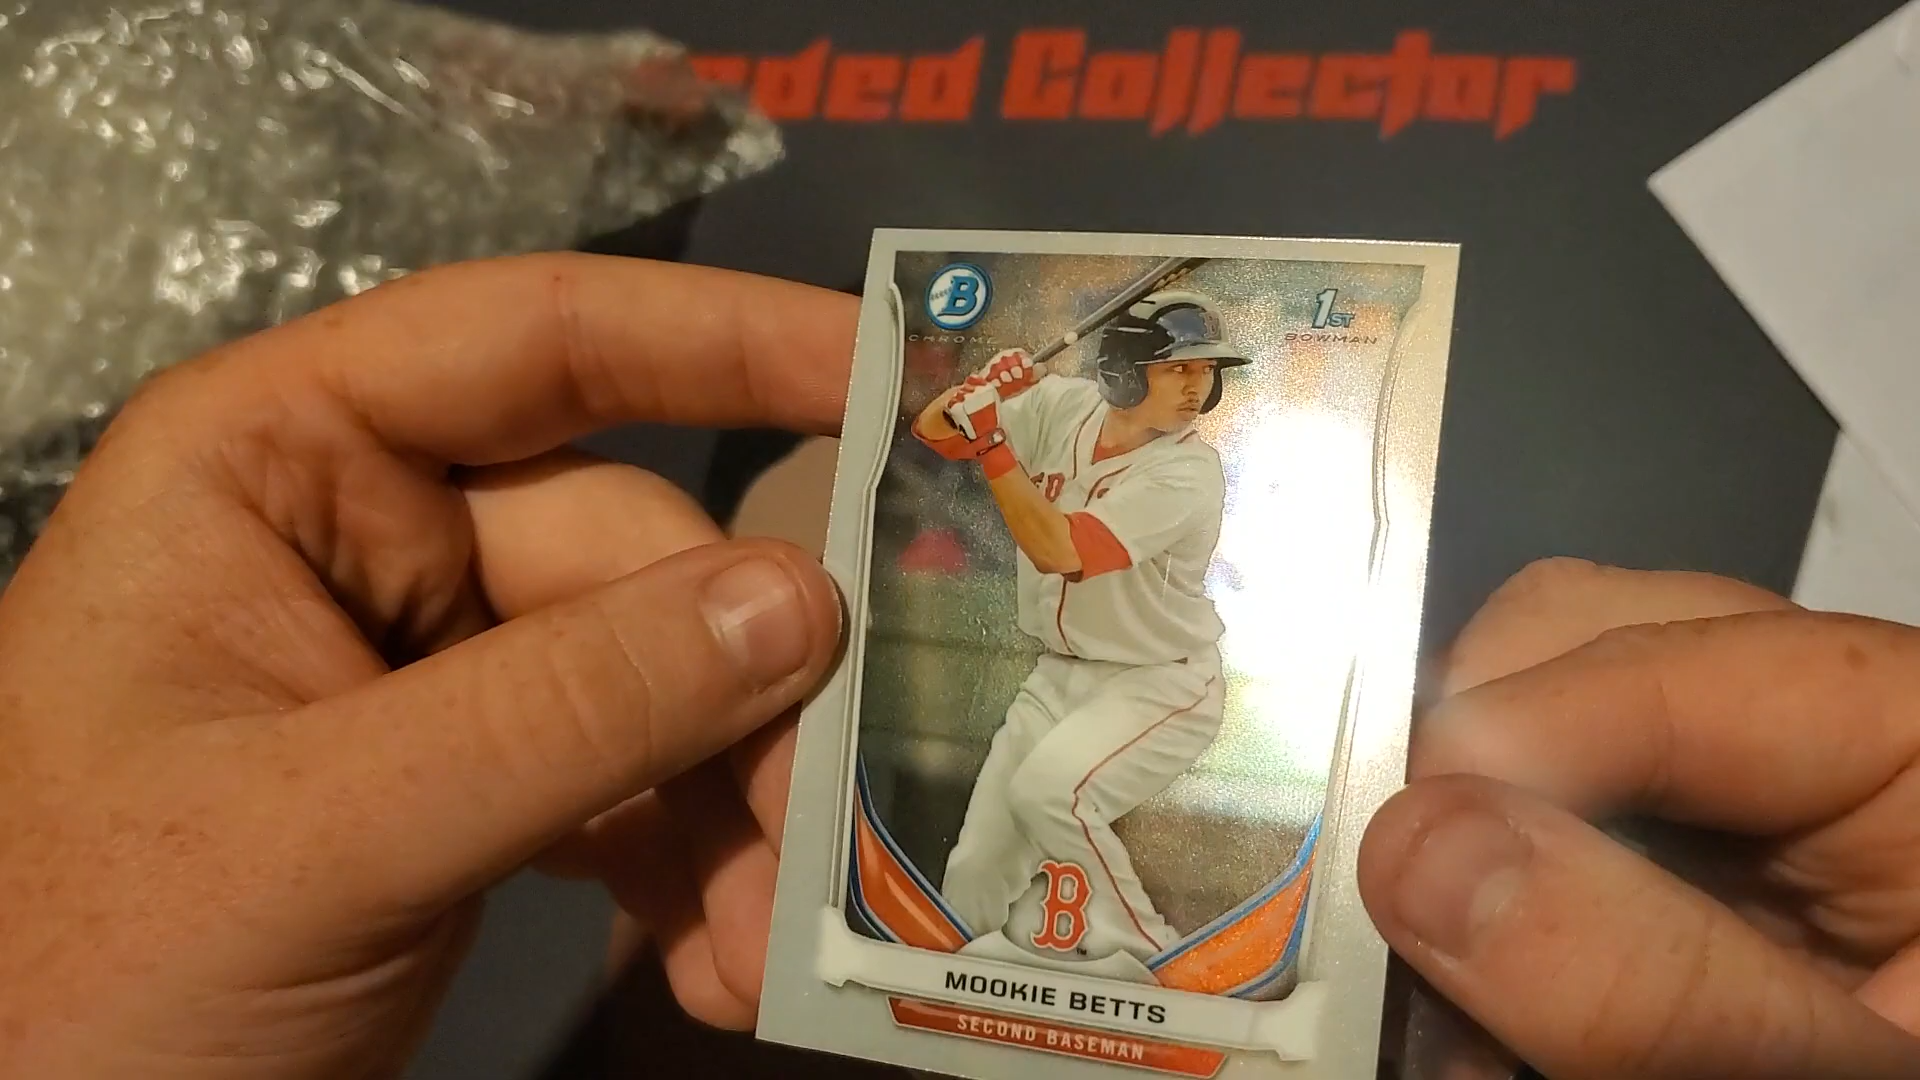 Collector
B
CHROME
1ST
BOWMAN
B
MOOKIE BETTS
SECOND BASEMAN